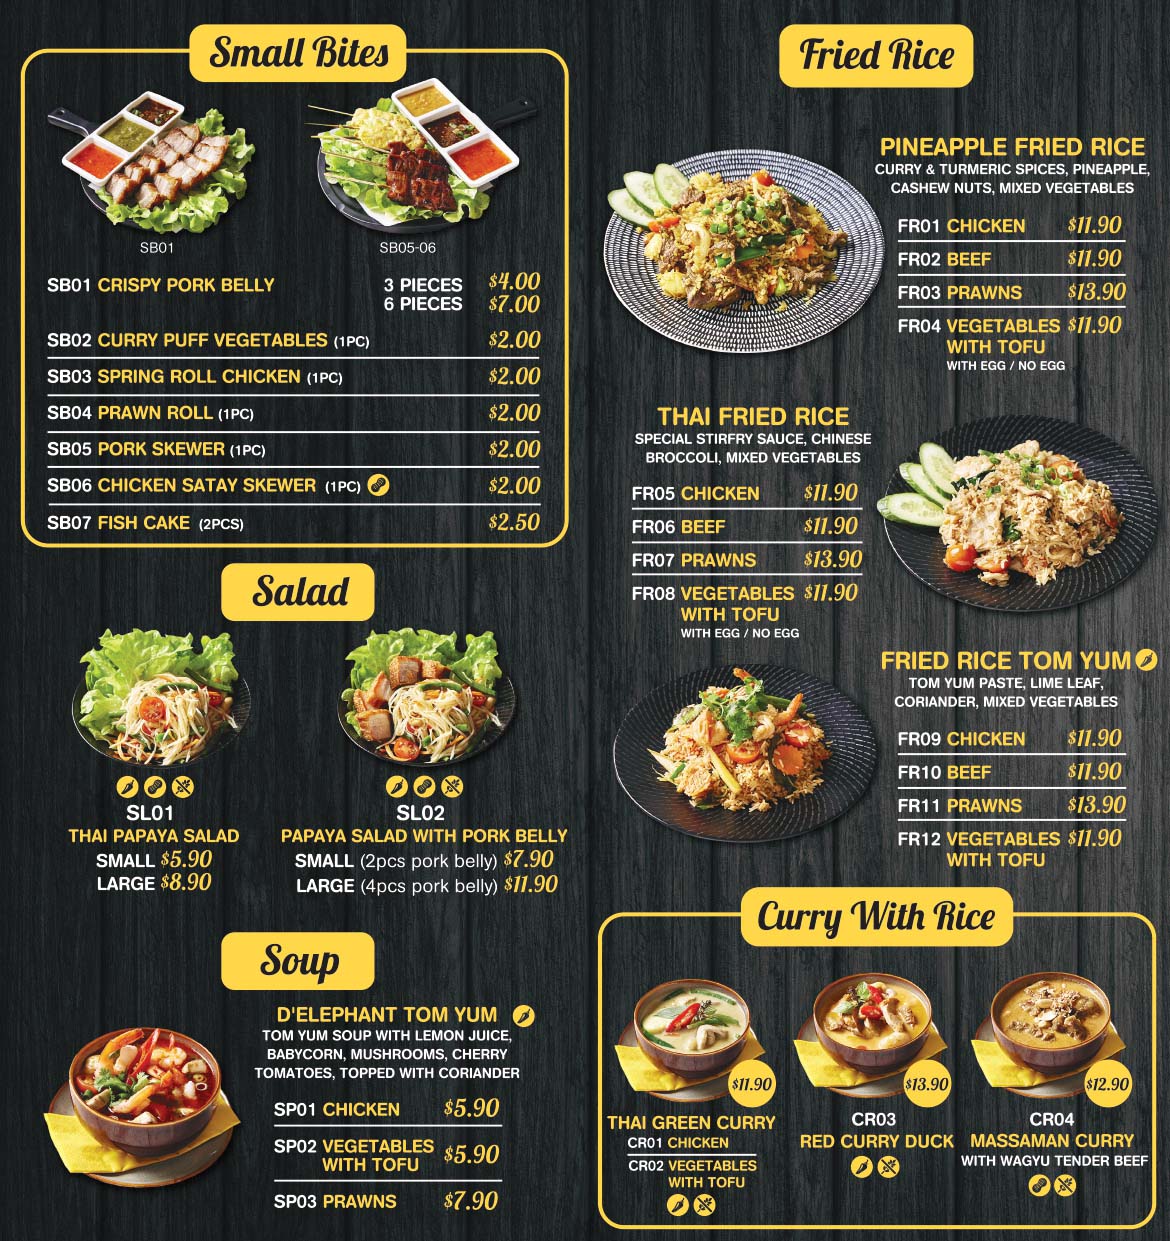 Small Bites
SB01
SB05-06
SB01 CRISPY PORK BELLY 3 PIECES $4.00
6 PIECES $7.00
SB02 CURRY PUFF VEGETABLES (1PC) $2.00
SB03 SPRING ROLL CHICKEN (1PC) $2.00
SB04 PRAWN ROLL (1PC) $2.00
SB05 PORK SKEWER (1PC) $2.00
SB06 CHICKEN SATAY SKEWER (1PC) $2.00
SB07 FISH CAKE (2PCS) $2.50
Salad
SL01
THAI PAPAYA SALAD
SMALL $5.90
LARGE $8.90
SL02
PAPAYA SALAD WITH PORK BELLY
SMALL (2pcs pork belly) $7.90
LARGE (4pcs pork belly) $11.90
Soup
D'ELEPHANT TOM YUM
TOM YUM SOUP WITH LEMON JUICE,
BABYCORN, MUSHROOMS, CHERRY
TOMATOES, TOPPED WITH CORIANDER
SP01 CHICKEN $5.90
SP02 VEGETABLES
WITH TOFU $5.90
SP03 PRAWNS $7.90
Fried Rice
PINEAPPLE FRIED RICE
CURRY & TURMERIC SPICES, PINEAPPLE,
CASHEW NUTS, MIXED VEGETABLES
FR01 CHICKEN $11.90
FR02 BEEF $11.90
FR03 PRAWNS $13.90
FR04 VEGETABLES $11.90
WITH TOFU
WITH EGG / NO EGG
THAI FRIED RICE
SPECIAL STIRFRY SAUCE, CHINESE
BROCCOLI, MIXED VEGETABLES
FR05 CHICKEN $11.90
FR06 BEEF $11.90
FR07 PRAWNS $13.90
FR08 VEGETABLES $11.90
WITH TOFU
WITH EGG / NO EGG
FRIED RICE TOM YUM
TOM YUM PASTE, LIME LEAF,
CORIANDER, MIXED VEGETABLES
FR09 CHICKEN $11.90
FR10 BEEF $11.90
FR11 PRAWNS $13.90
FR12 VEGETABLES $11.90
WITH TOFU
Curry With Rice
$11.90
THAI GREEN CURRY
CR01 CHICKEN
CR02 VEGETABLES
WITH TOFU
$13.90
CR03
RED CURRY DUCK
$12.90
CR04
MASSAMAN CURRY
WITH WAGYU TENDER BEEF